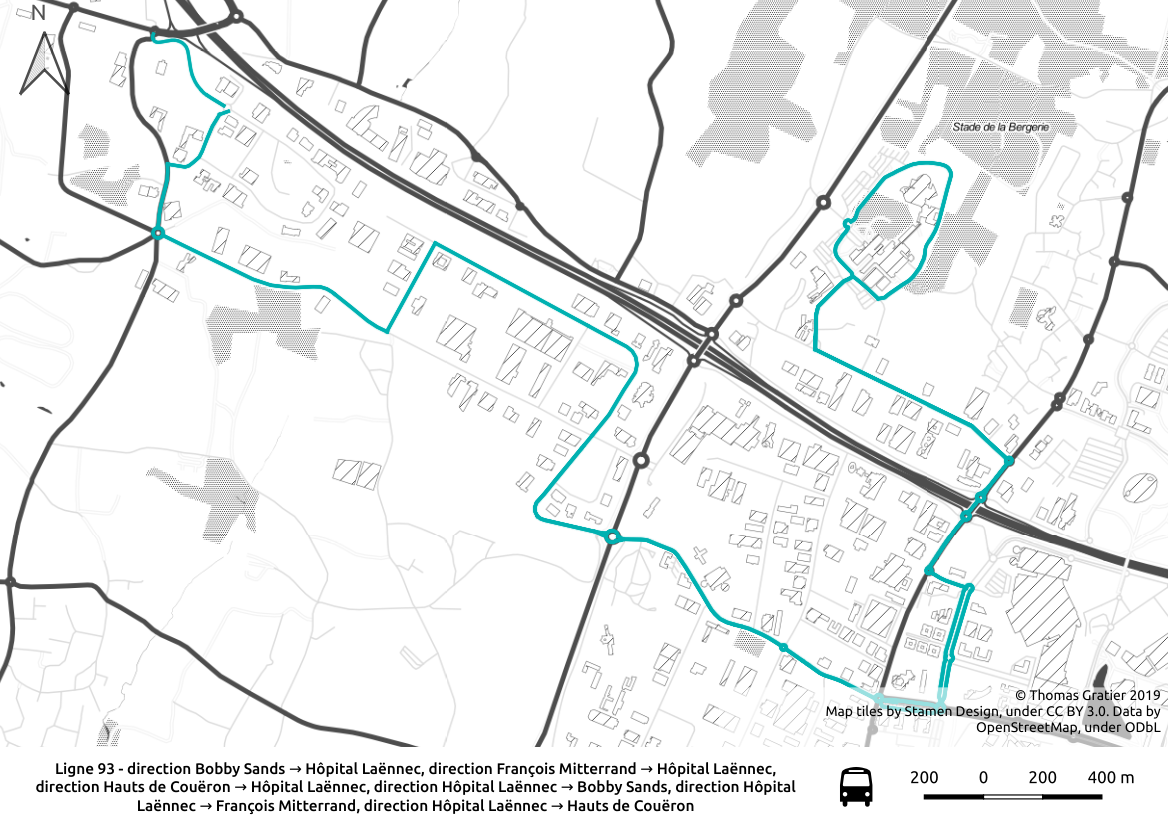 N
Stade de la Bergerie
© Thomas Gratier 2019
Map tiles by Stamen Design, under CC BY 3.0. Data by
OpenStreetMap, under ODbL
Ligne 93 - direction Bobby Sands → Hôpital Laënnec, direction François Mitterrand → Hôpital Laënnec,
direction Hauts de Couëron → Hôpital Laënnec, direction Hôpital Laënnec → Bobby Sands, direction Hôpital
Laënnec → François Mitterrand, direction Hôpital Laënnec → Hauts de Couëron
200 0 200 400 m